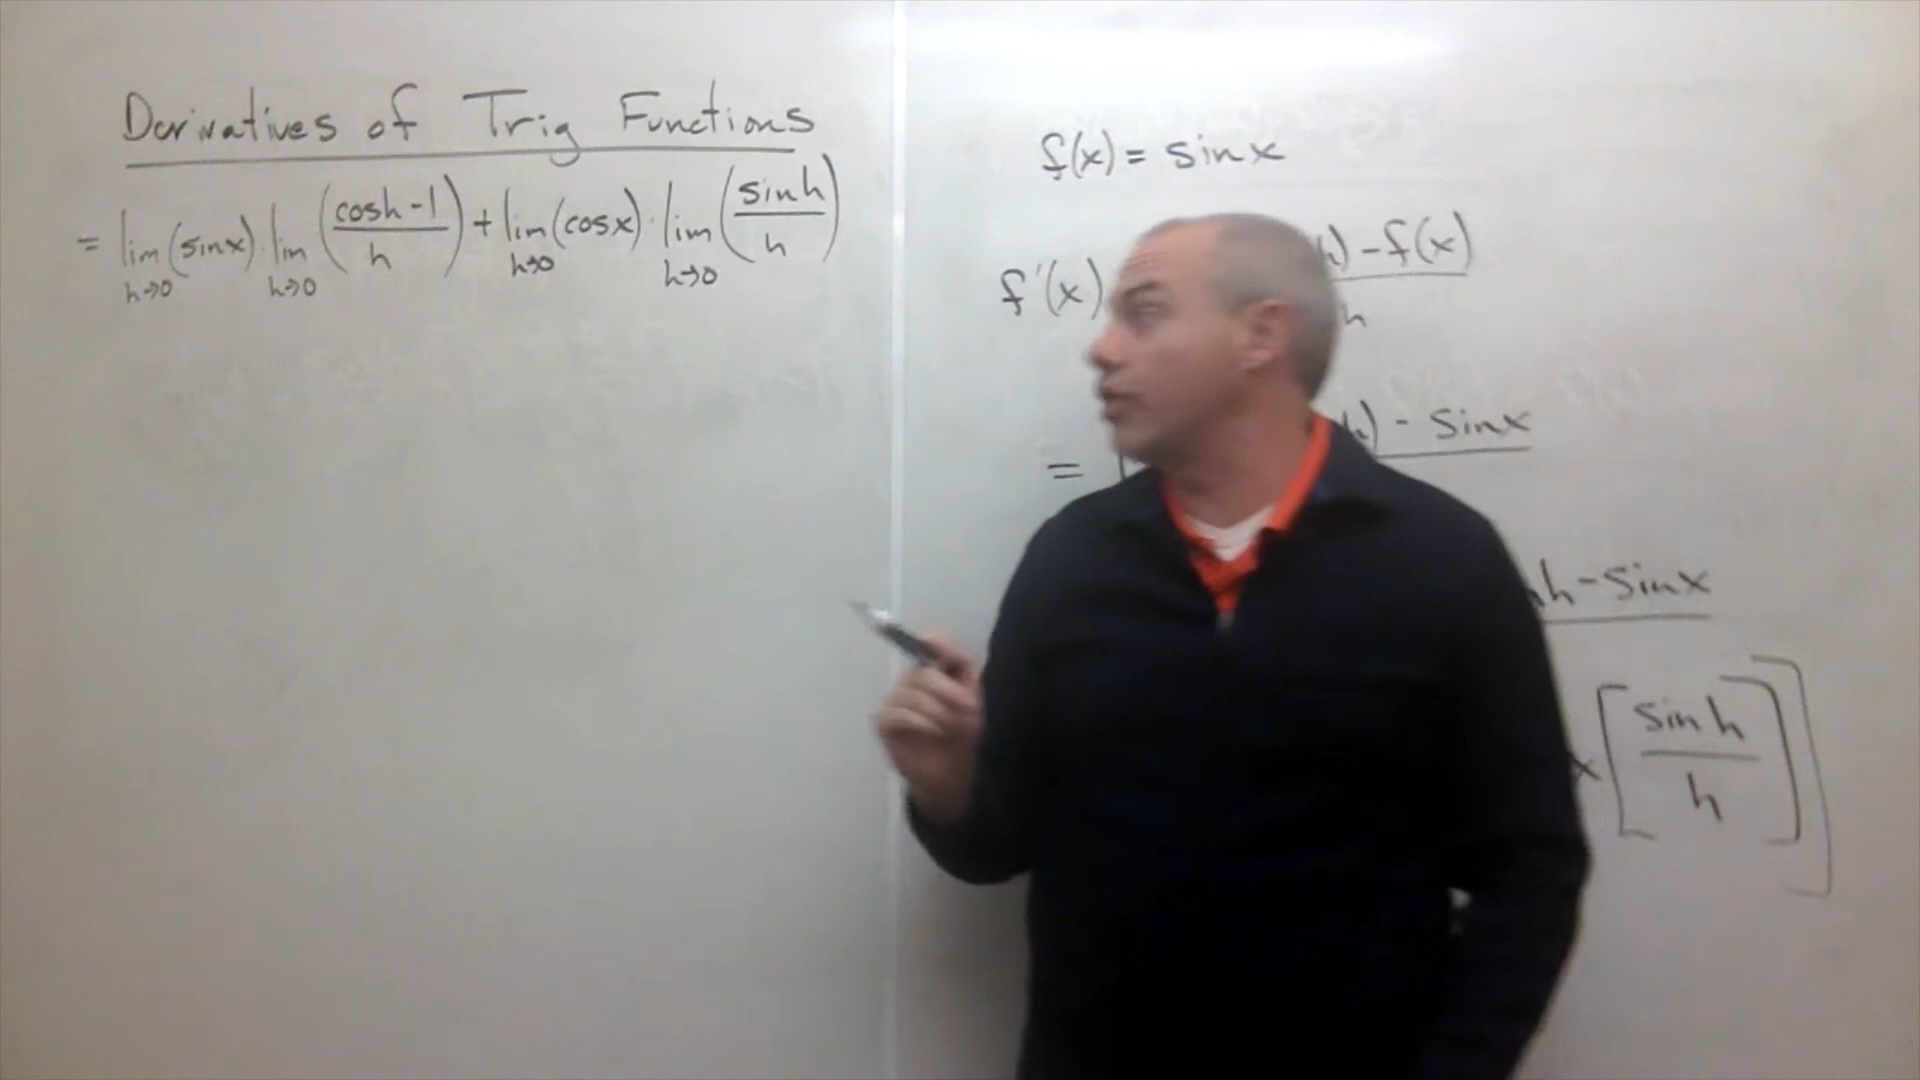 Derivatives of Trig Functions
= lim h→0 (sinx) · lim h→0 (cosh-1 / h) + lim h→0 (cosx) · lim h→0 (sinh / h)
f(x) = sinx
f'(x) h) - f(x)
h
= h) - sinx
h - sinx
x [ sinh / h ] ]